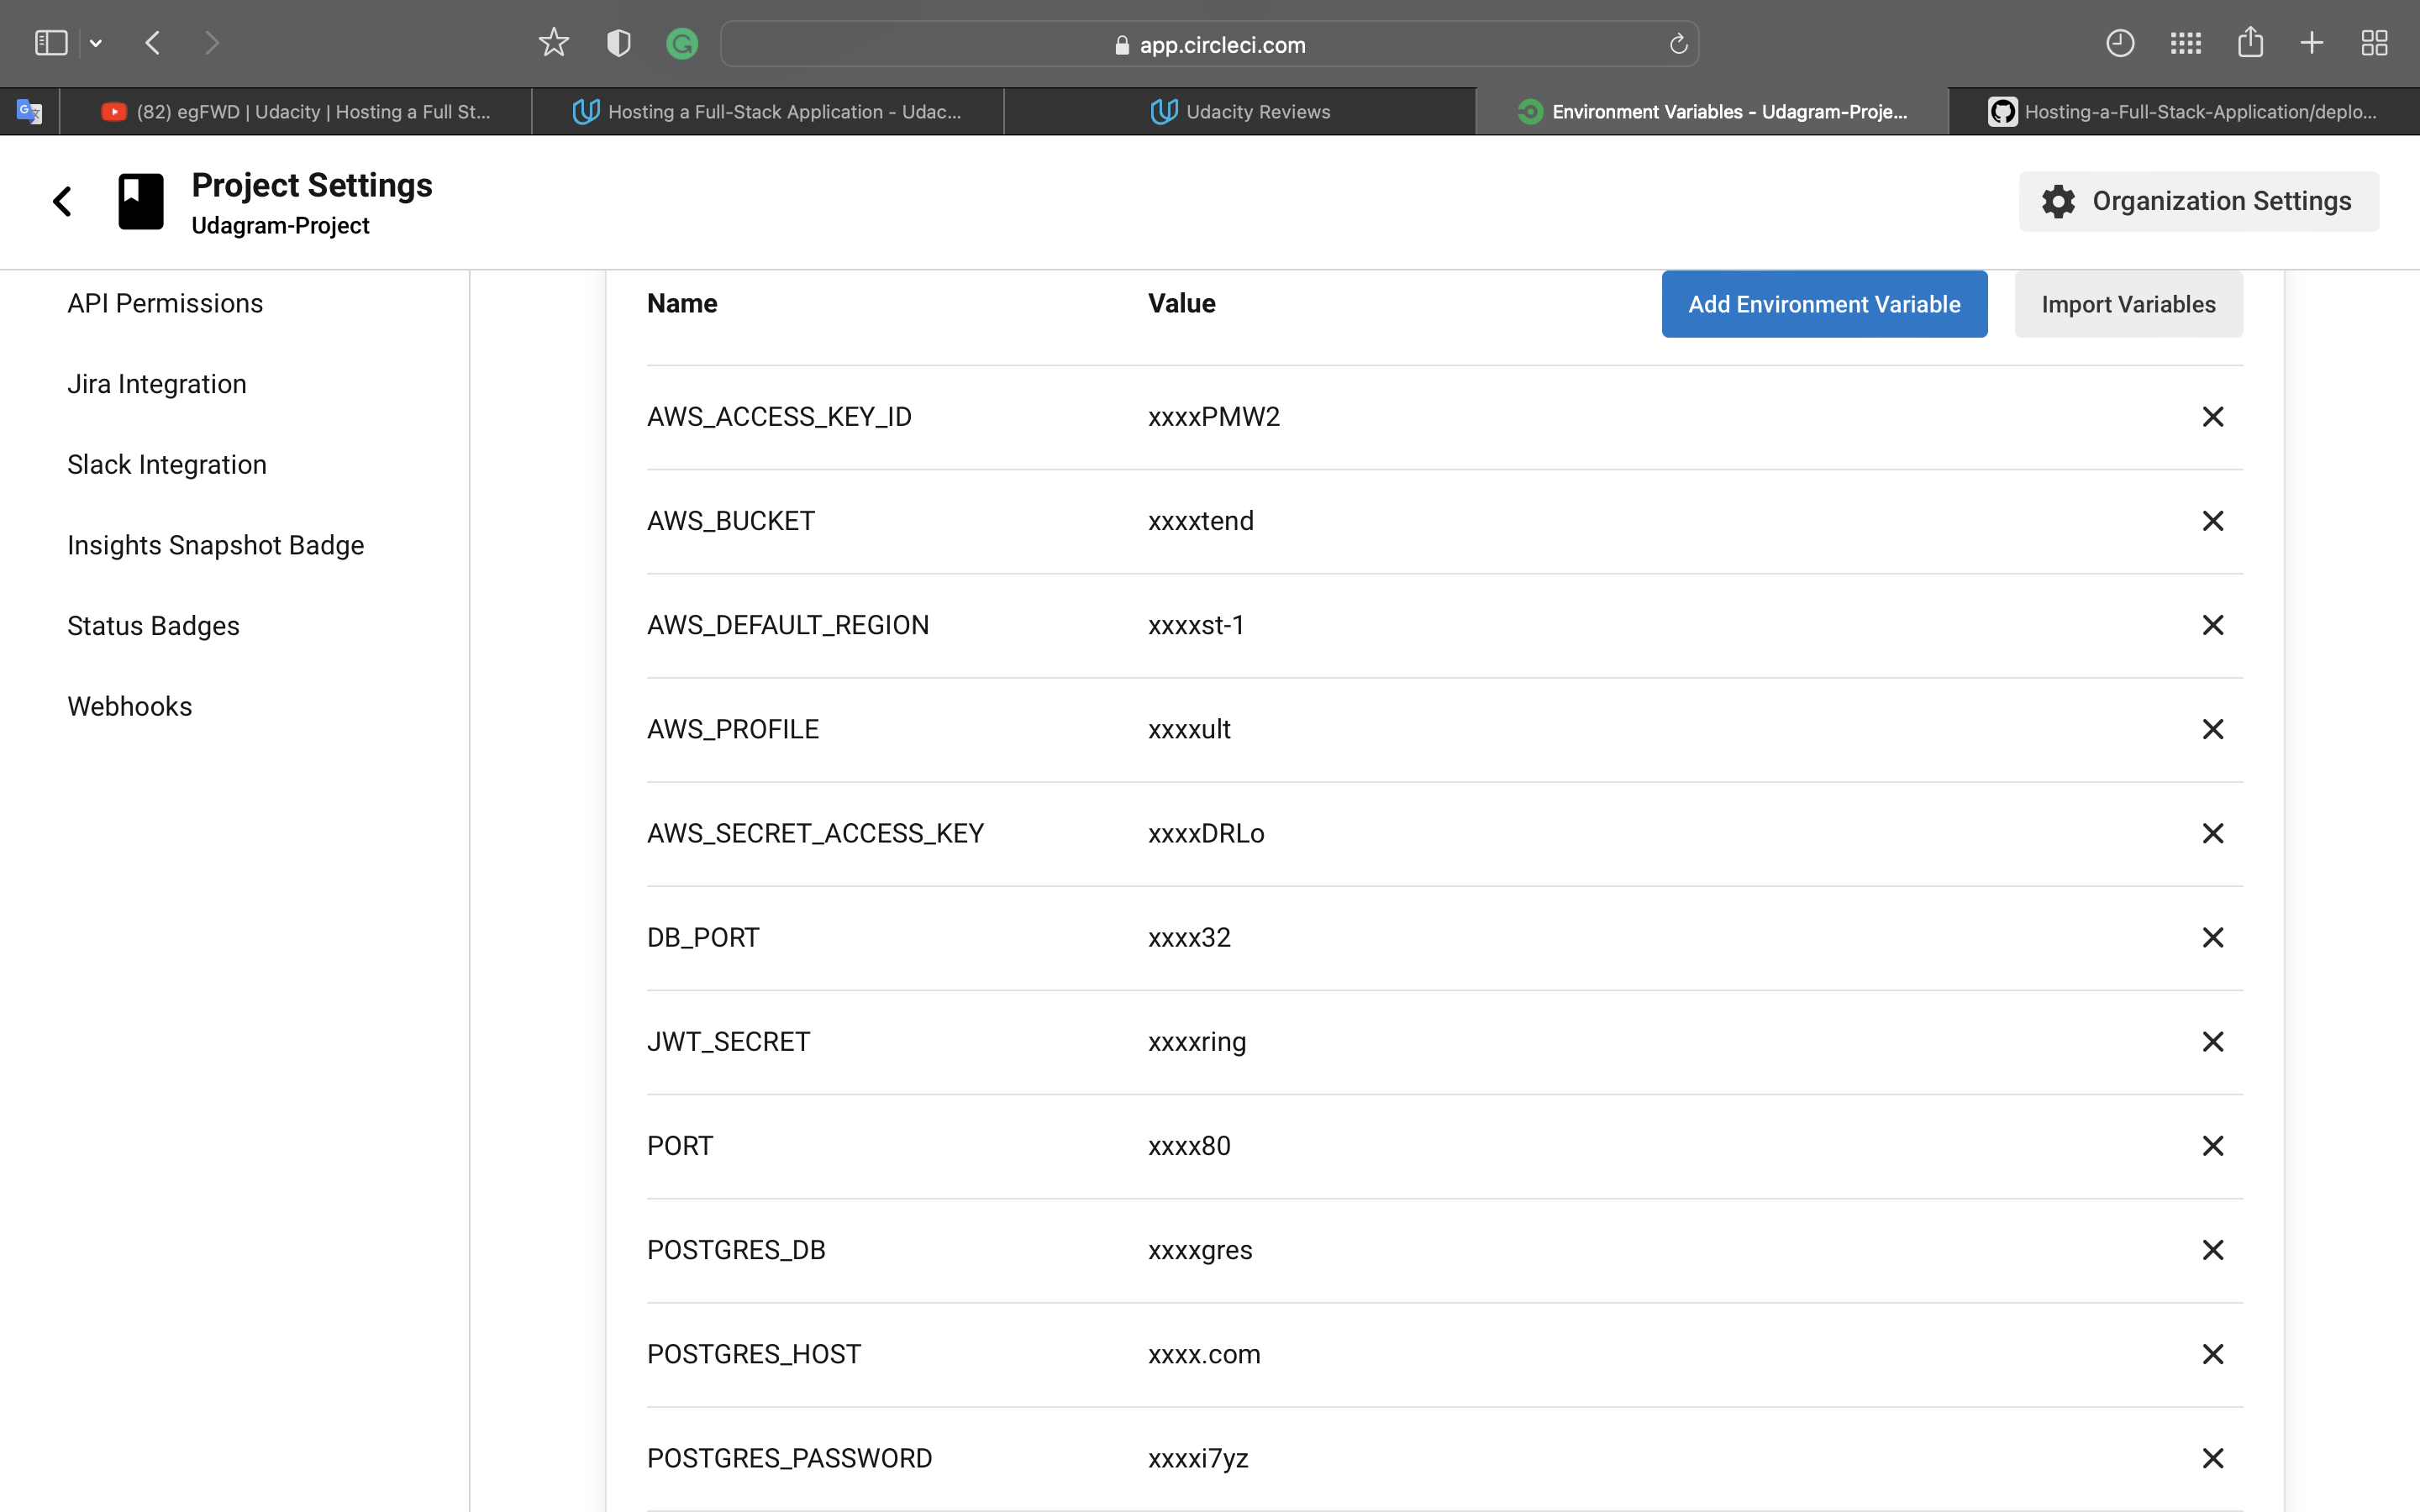 app.circleci.com
(82) egFWD | Udacity | Hosting a Full St...
Hosting a Full-Stack Application - Udac...
Udacity Reviews
Environment Variables - Udagram-Proje...
Hosting-a-Full-Stack-Application/deplo...
Project Settings
Udagram-Project
Organization Settings
API Permissions
Jira Integration
Slack Integration
Insights Snapshot Badge
Status Badges
Webhooks
Name Value Add Environment Variable Import Variables
AWS_ACCESS_KEY_ID xxxxPMW2
AWS_BUCKET xxxxtend
AWS_DEFAULT_REGION xxxxst-1
AWS_PROFILE xxxxult
AWS_SECRET_ACCESS_KEY xxxxDRLo
DB_PORT xxxx32
JWT_SECRET xxxxring
PORT xxxx80
POSTGRES_DB xxxxgres
POSTGRES_HOST xxxx.com
POSTGRES_PASSWORD xxxxi7yz